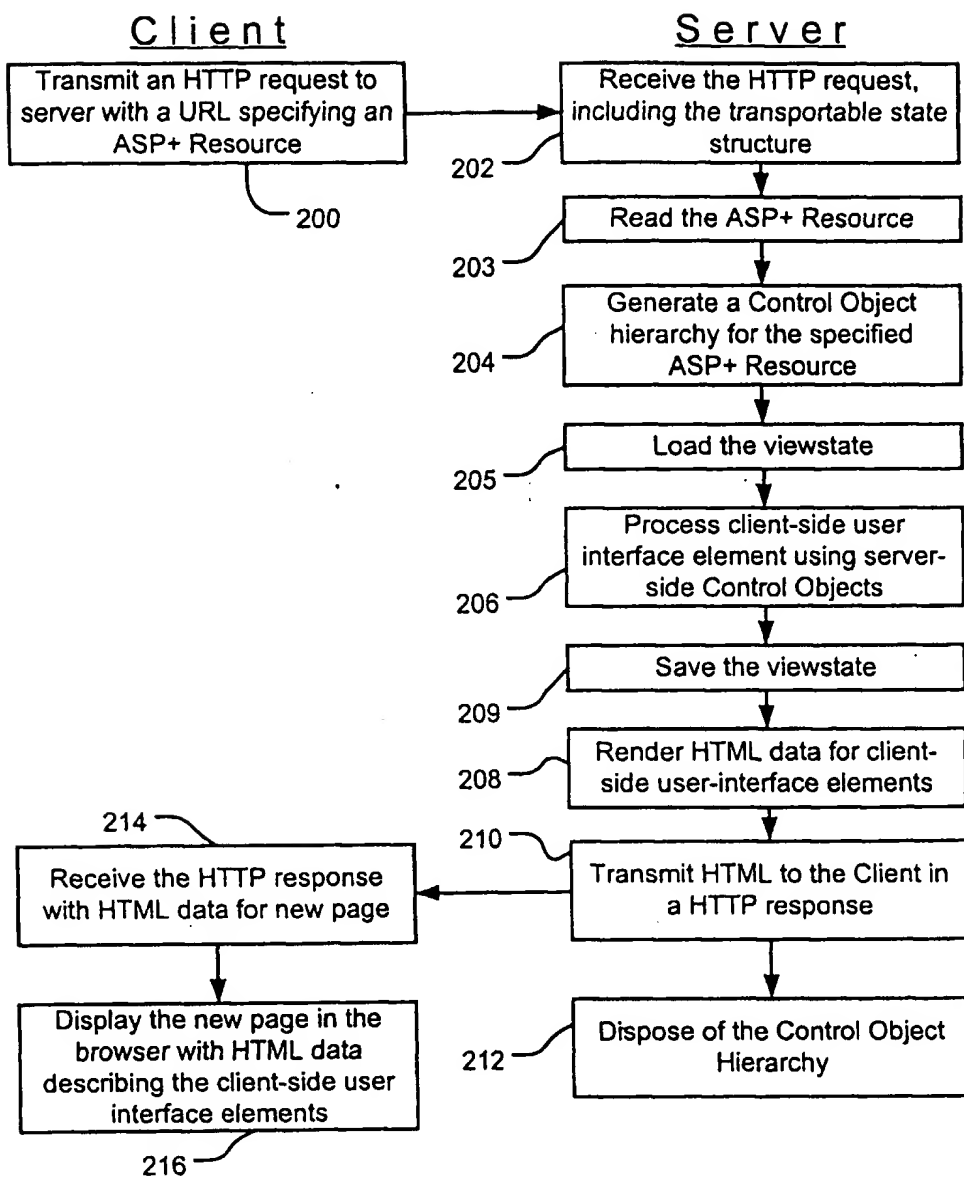 Client
Server
Transmit an HTTP request to
server with a URL specifying an
ASP+ Resource
200
Receive the HTTP request,
including the transportable state
structure
202
Read the ASP+ Resource
203
Generate a Control Object
hierarchy for the specified
ASP+ Resource
204
Load the viewstate
205
Process client-side user
interface element using server-
side Control Objects
206
Save the viewstate
209
Render HTML data for client-
side user-interface elements
208
210
Transmit HTML to the Client in
a HTTP response
214
Receive the HTTP response
with HTML data for new page
Display the new page in the
browser with HTML data
describing the client-side user
interface elements
216
Dispose of the Control Object
Hierarchy
212